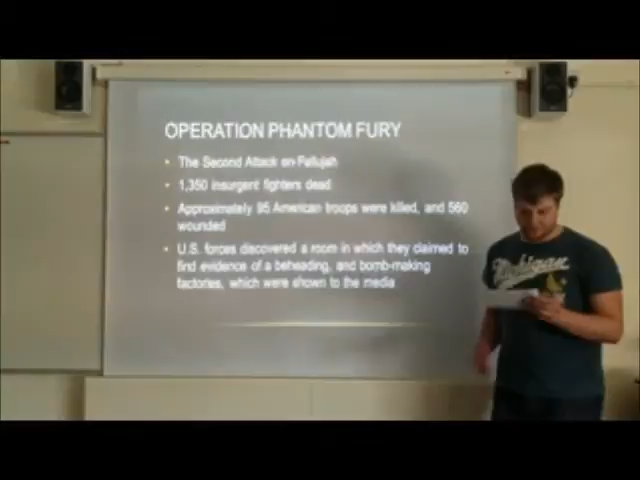 OPERATION PHANTOM FURY
• The Second Attack on Fallujah
• 1,350 insurgent fighters dead
• Approximately 95 American troops were killed, and 560
wounded
• U.S. forces discovered a room in which they claimed to
find evidence of a beheading, and bomb-making
factories, which were shown to the media
Michigan